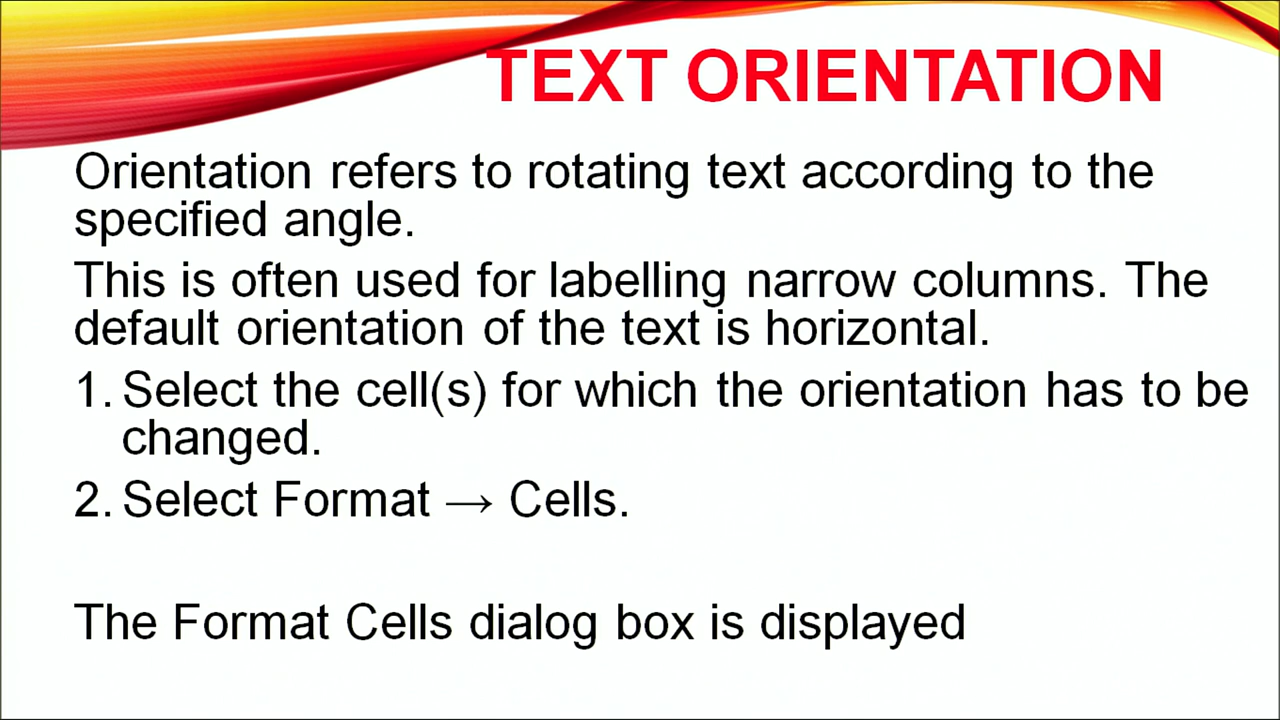 TEXT ORIENTATION
Orientation refers to rotating text according to the
specified angle.
This is often used for labelling narrow columns. The
default orientation of the text is horizontal.
1. Select the cell(s) for which the orientation has to be
changed.
2. Select Format → Cells.
The Format Cells dialog box is displayed